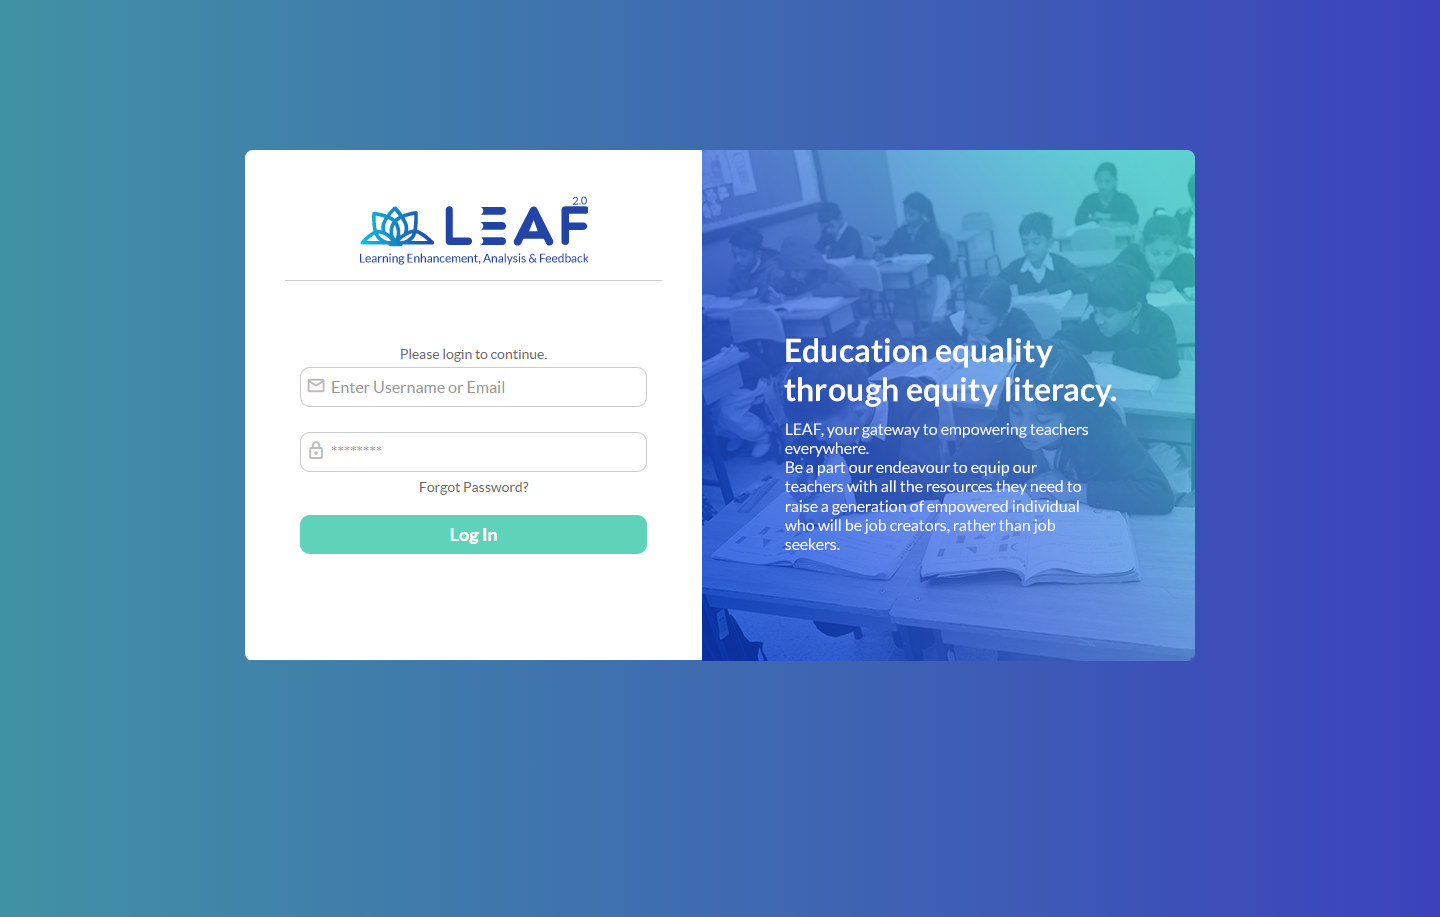 2.0
LEAF
Learning Enhancement, Analysis & Feedback
Please login to continue.
Enter Username or Email
********
Forgot Password?
Log In
Education equality
through equity literacy.
LEAF, your gateway to empowering teachers
everywhere.
Be a part our endeavour to equip our
teachers with all the resources they need to
raise a generation of empowered individual
who will be job creators, rather than job
seekers.